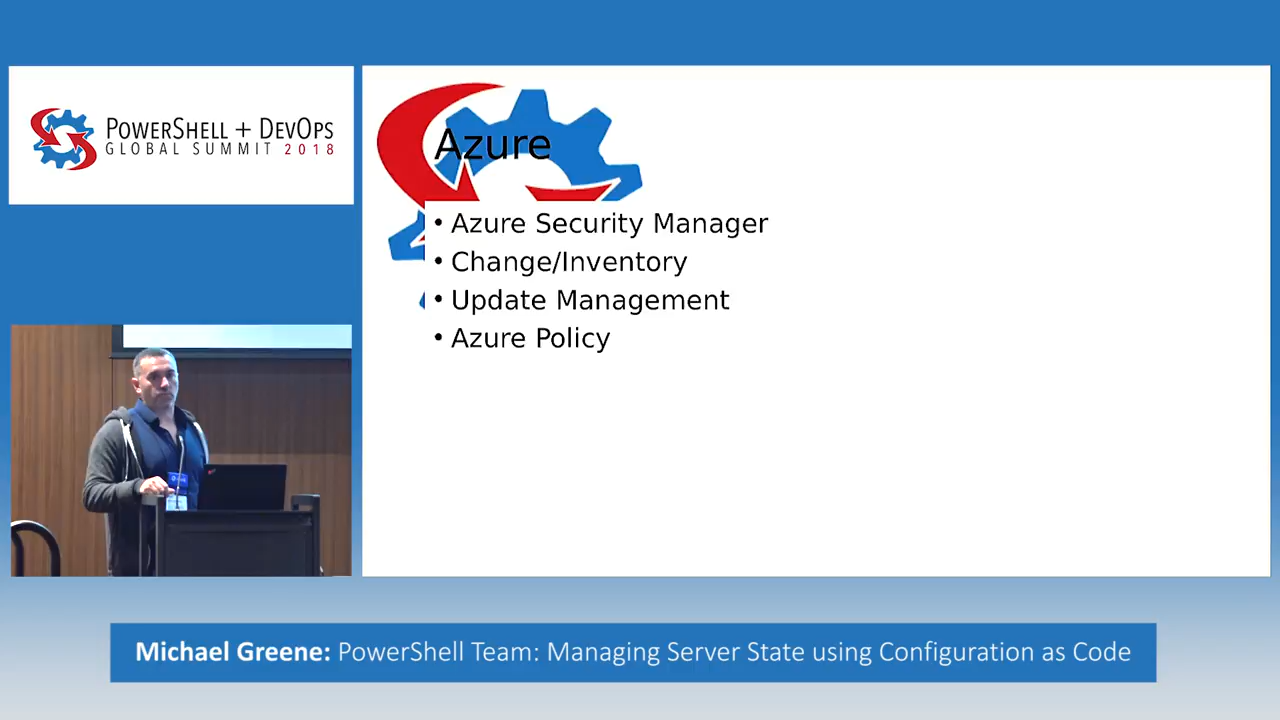 POWERSHELL + DEVOPS
GLOBAL SUMMIT 2018
Azure
• Azure Security Manager
• Change/Inventory
• Update Management
• Azure Policy
Michael Greene: PowerShell Team: Managing Server State using Configuration as Code